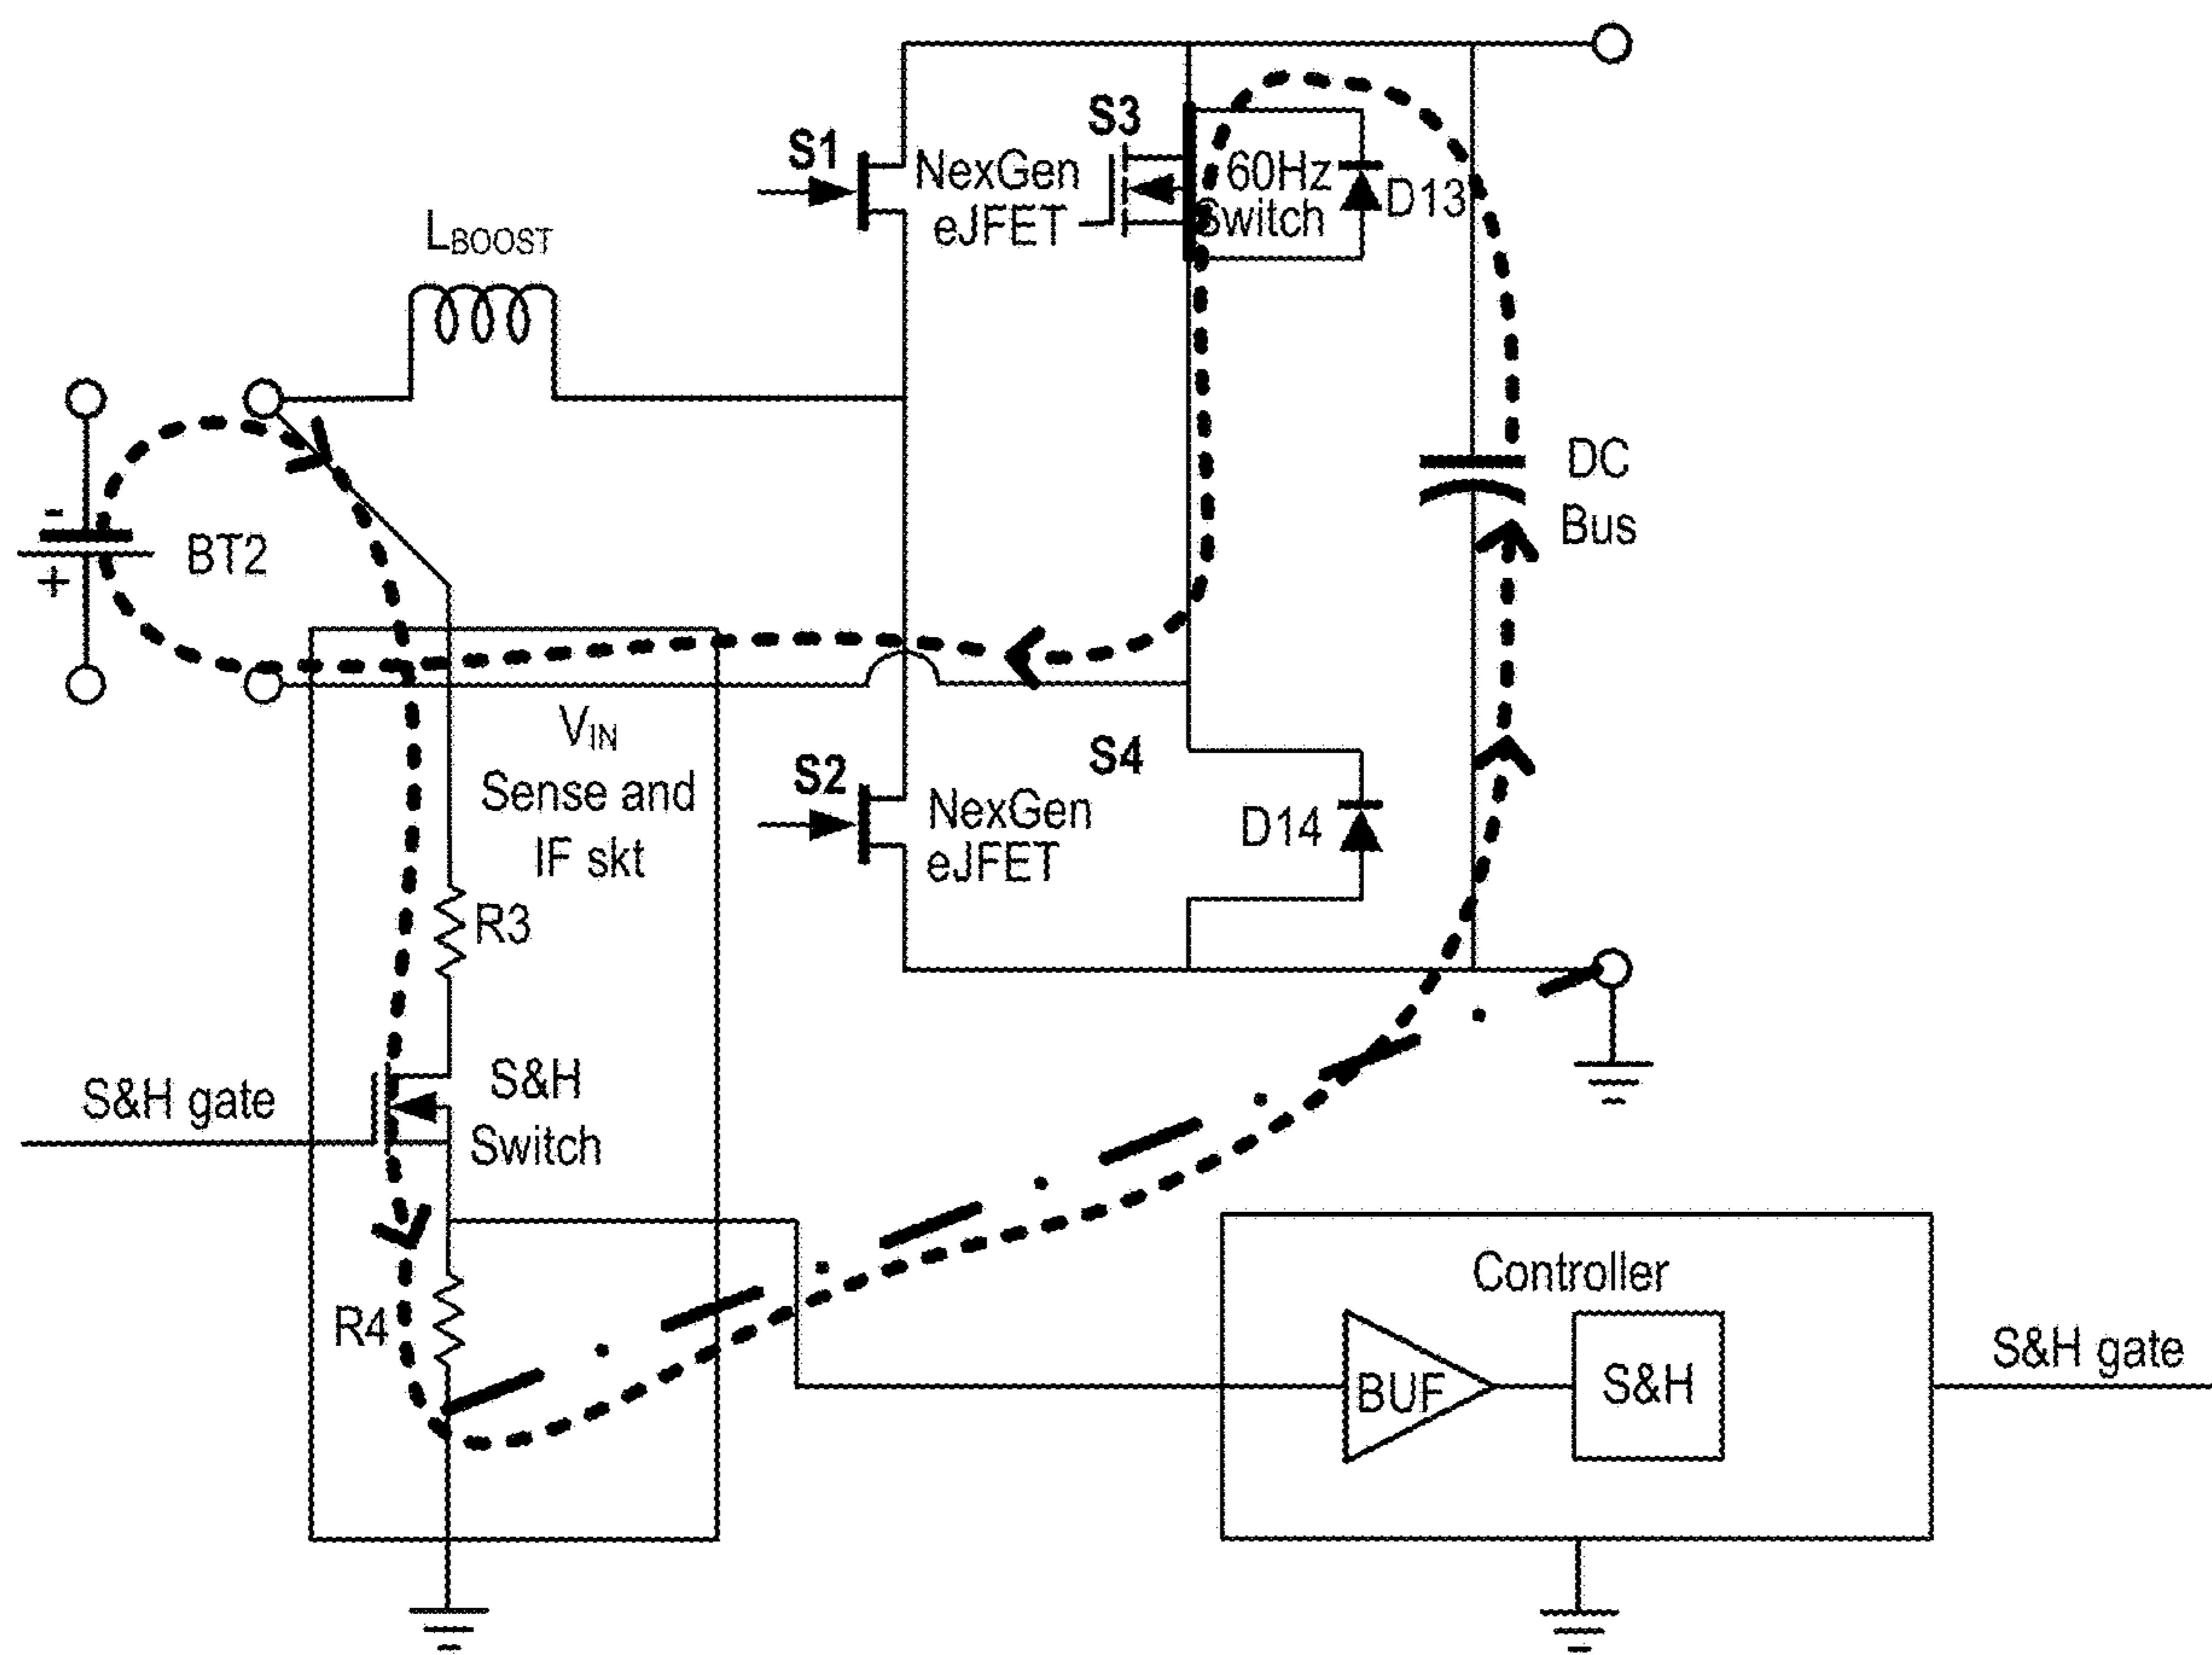 S1
NexGen
eJFET
S3
60Hz
Switch
D13
LBOOST
DC
Bus
-
BT2
+
VIN
Sense and
IF skt
S2
NexGen
eJFET
S4
D14
R3
S&H gate
S&H
Switch
R4
Controller
BUF
S&H
S&H gate